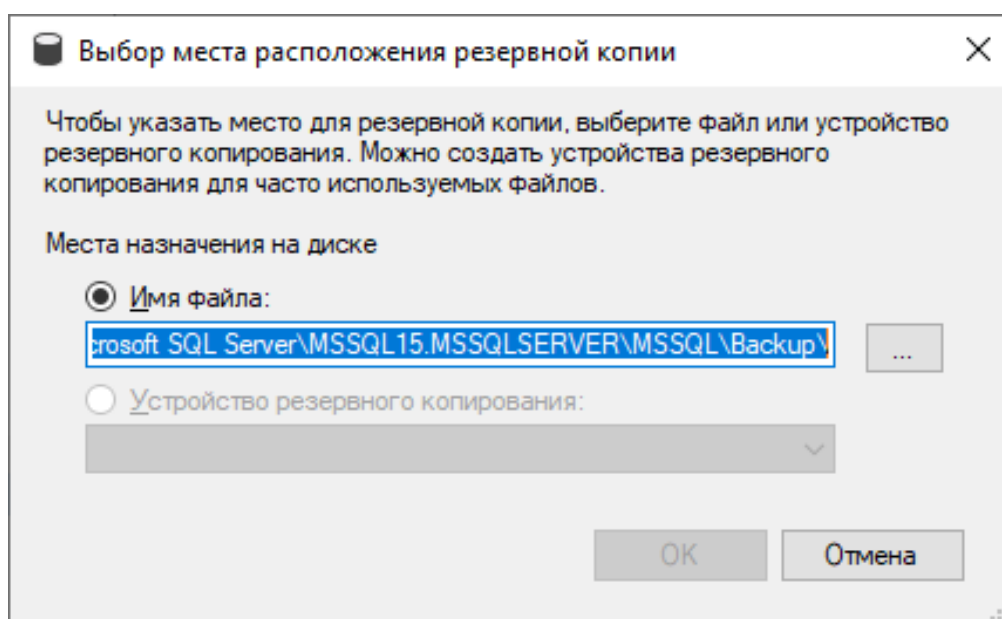 Выбор места расположения резервной копии
Чтобы указать место для резервной копии, выберите файл или устройство
резервного копирования. Можно создать устройства резервного
копирования для часто используемых файлов.
Места назначения на диске
Имя файла:
crosoft SQL Server\MSSQL15.MSSQLSERVER\MSSQL\Backup\
...
Устройство резервного копирования:
OK
Отмена